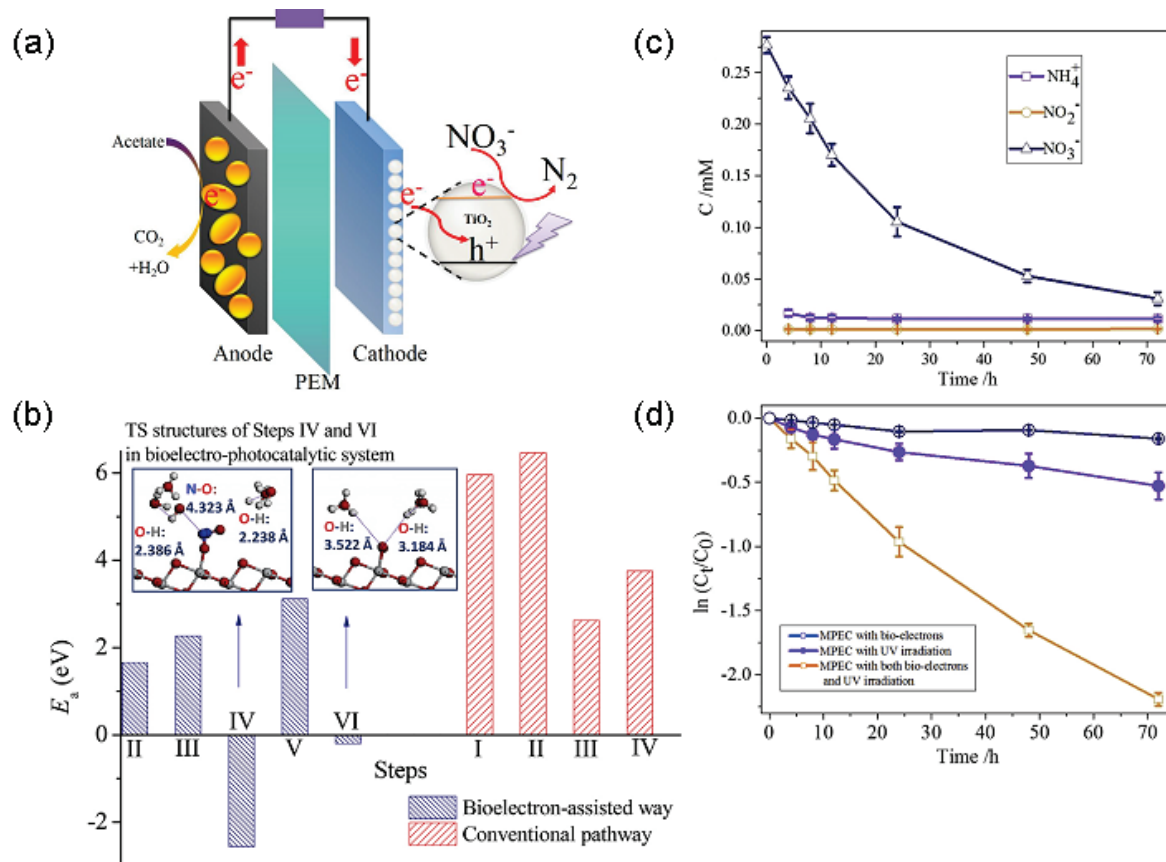 (a)
e⁻
e⁻
Acetate
e⁻
CO₂
+H₂O
Anode
PEM
Cathode
e⁻
NO₃⁻
N₂
e⁻
TiO₂
h⁺
(b)
TS structures of Steps IV and VI
in bioelectro-photocatalytic system
N-O:
4.323 Å
O-H:
2.386 Å
O-H:
2.238 Å
O-H:
3.522 Å
O-H:
3.184 Å
Eₐ (eV)
6
4
2
0
-2
II
III
IV
V
VI
I
II
III
IV
Steps
Bioelectron-assisted way
Conventional pathway
(c)
C /mM
0.25
0.20
0.15
0.10
0.05
0.00
NH₄⁺
NO₂⁻
NO₃⁻
0 10 20 30 40 50 60 70
Time /h
(d)
ln (Cₜ/C₀)
0.0
-0.5
-1.0
-1.5
-2.0
MPEC with bio-electrons
MPEC with UV irradiation
MPEC with both bio-electrons
and UV irradiation
0 10 20 30 40 50 60 70
Time /h